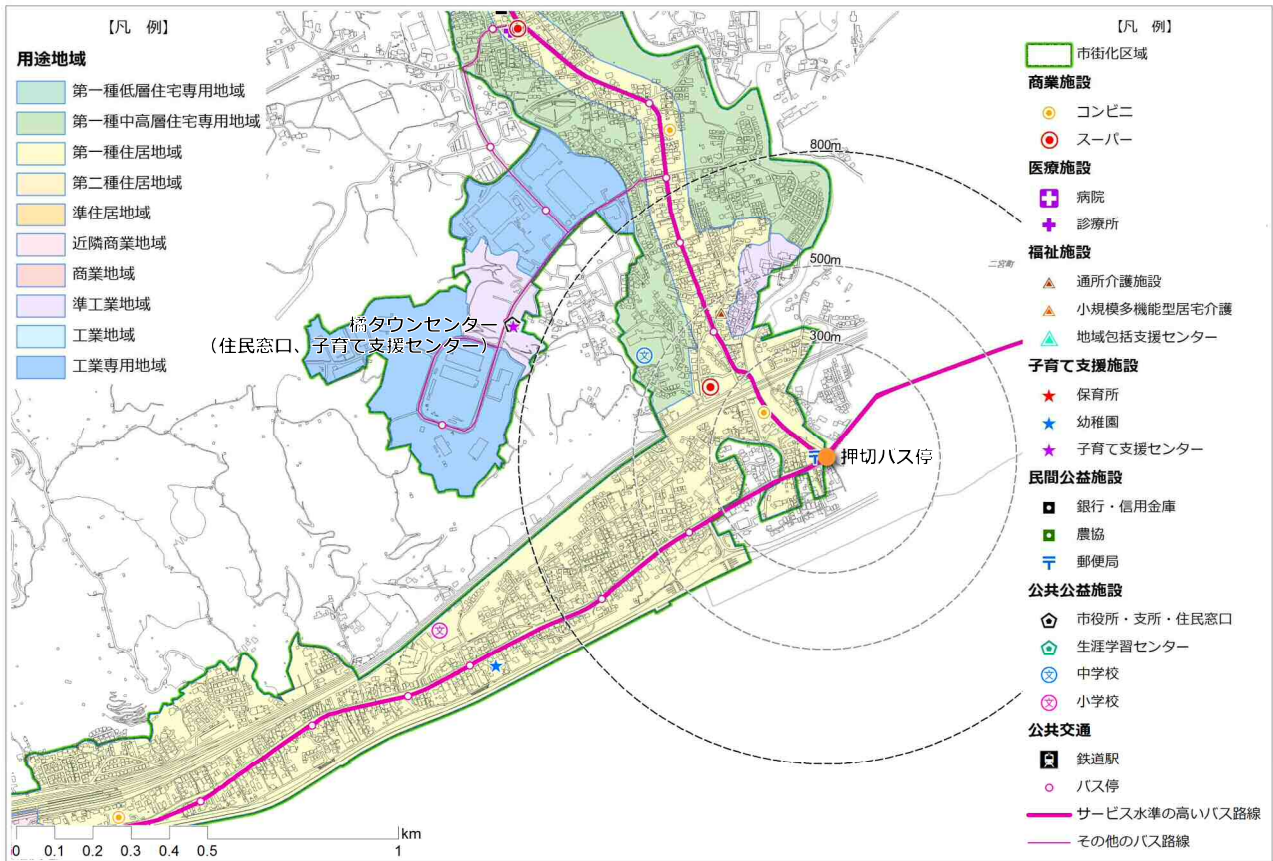 【凡　例】
用途地域
第一種低層住宅専用地域
第一種中高層住宅専用地域
第一種住居地域
第二種住居地域
準住居地域
近隣商業地域
商業地域
準工業地域
工業地域
工業専用地域
800m
500m
300m
二宮町
橘タウンセンター
（住民窓口、子育て支援センター）
文
押切バス停
文
km
0 0.1 0.2 0.3 0.4 0.5 1
【凡　例】
市街化区域
商業施設
コンビニ
スーパー
医療施設
病院
診療所
福祉施設
通所介護施設
小規模多機能型居宅介護
地域包括支援センター
子育て支援施設
保育所
幼稚園
子育て支援センター
民間公益施設
銀行・信用金庫
農協
郵便局
公共公益施設
市役所・支所・住民窓口
生涯学習センター
文 中学校
文 小学校
公共交通
鉄道駅
バス停
サービス水準の高いバス路線
その他のバス路線